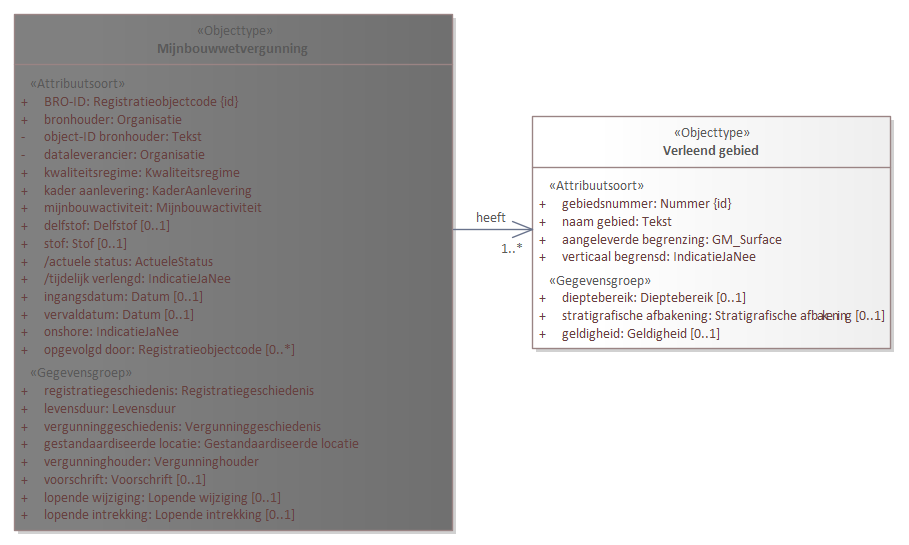 «Objecttype»
Mijnbouwwetvergunning
«Attribuutsoort»
+ BRO-ID: Registratieobjectcode {id}
+ bronhouder: Organisatie
- object-ID bronhouder: Tekst
- dataleverancier: Organisatie
+ kwaliteitsregime: Kwaliteitsregime
+ kader aanlevering: KaderAanlevering
+ mijnbouwactiviteit: Mijnbouwactiviteit
+ delfstof: Delfstof [0..1]
+ stof: Stof [0..1]
+ /actuele status: ActueleStatus
+ /tijdelijk verlengd: IndicatieJaNee
+ ingangsdatum: Datum [0..1]
+ vervaldatum: Datum [0..1]
+ onshore: IndicatieJaNee
+ opgevolgd door: Registratieobjectcode [0..*]
«Gegevensgroep»
+ registratiegeschiedenis: Registratiegeschiedenis
+ levensduur: Levensduur
+ vergunninggeschiedenis: Vergunninggeschiedenis
+ gestandaardiseerde locatie: Gestandaardiseerde locatie
+ vergunninghouder: Vergunninghouder
+ voorschrift: Voorschrift [0..1]
+ lopende wijziging: Lopende wijziging [0..1]
+ lopende intrekking: Lopende intrekking [0..1]
heeft
1..*
«Objecttype»
Verleend gebied
«Attribuutsoort»
+ gebiedsnummer: Nummer {id}
+ naam gebied: Tekst
+ aangeleverde begrenzing: GM_Surface
+ verticaal begrensd: IndicatieJaNee
«Gegevensgroep»
+ dieptebereik: Dieptebereik [0..1]
+ stratigrafische afbakening: Stratigrafische afbakening [0..1]
+ geldigheid: Geldigheid [0..1]